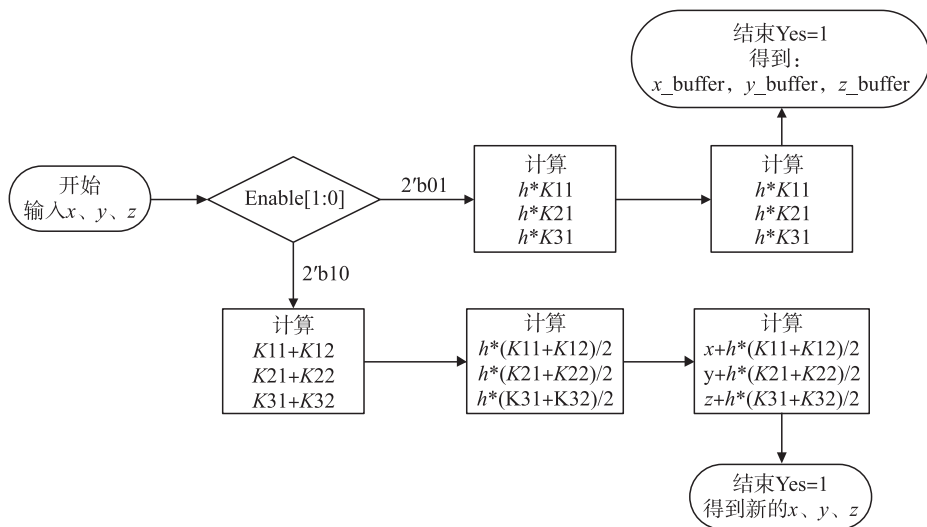 开始
输入x、y、z
Enable[1:0]
2'b01
计算
h*K11
h*K21
h*K31
计算
h*K11
h*K21
h*K31
结束Yes=1
得到：
x_buffer，y_buffer，z_buffer
2'b10
计算
K11+K12
K21+K22
K31+K32
计算
h*(K11+K12)/2
h*(K21+K22)/2
h*(K31+K32)/2
计算
x+h*(K11+K12)/2
y+h*(K21+K22)/2
z+h*(K31+K32)/2
结束Yes=1
得到新的x、y、z